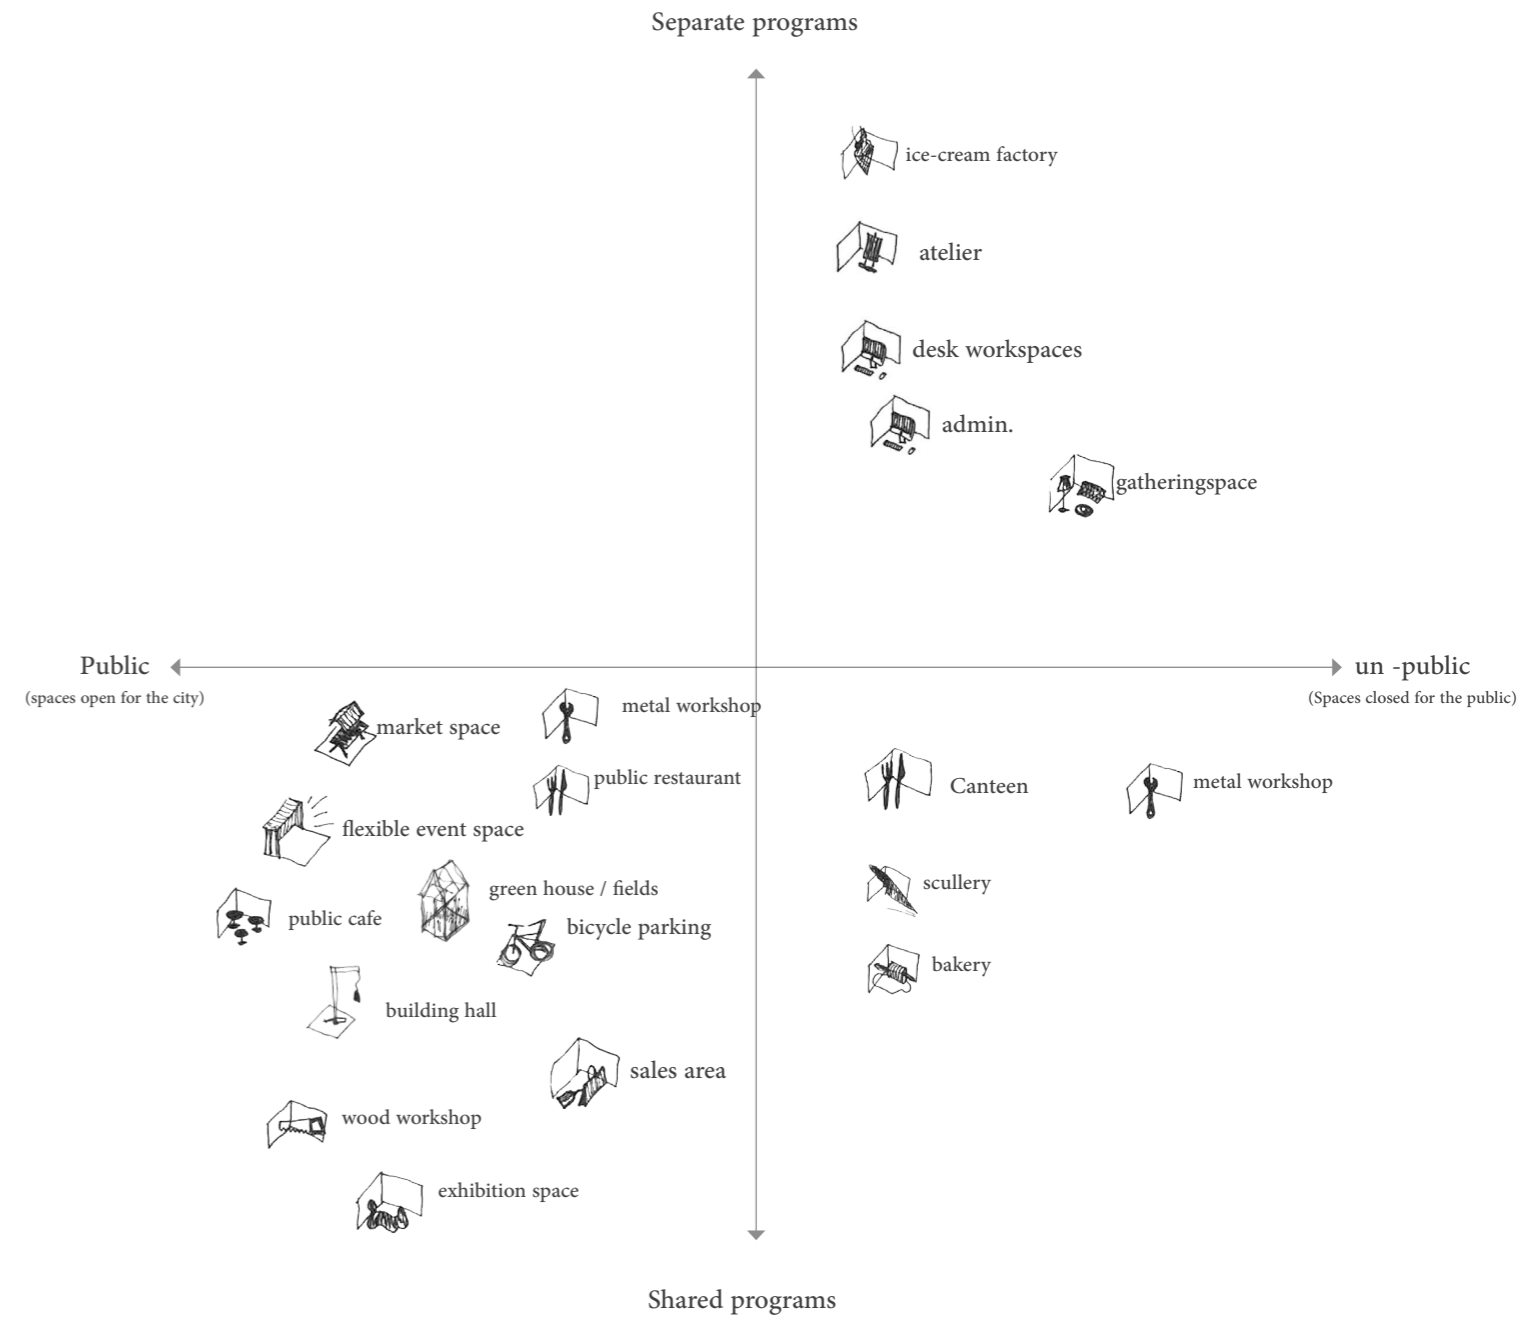 Separate programs
ice-cream factory
atelier
desk workspaces
admin.
gatheringspace
Public
un -public
(spaces open for the city)
(Spaces closed for the public)
metal workshop
market space
public restaurant
Canteen
metal workshop
flexible event space
scullery
green house / fields
public cafe
bicycle parking
bakery
building hall
sales area
wood workshop
exhibition space
Shared programs